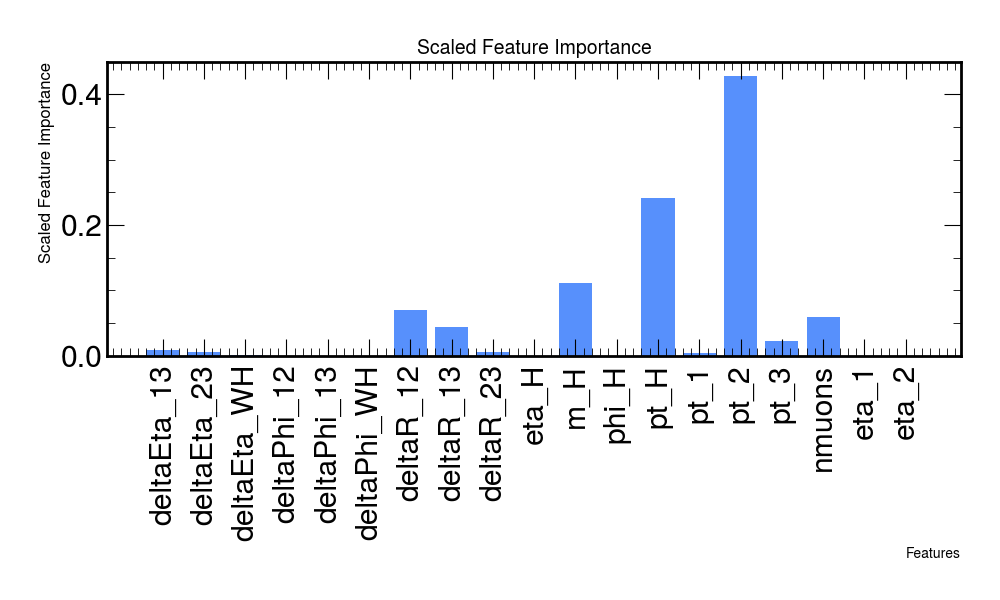 Scaled Feature Importance
Scaled Feature Importance
0.4
0.2
0.0
deltaEta_13
deltaEta_23
deltaEta_WH
deltaPhi_12
deltaPhi_13
deltaPhi_WH
deltaR_12
deltaR_13
deltaR_23
eta_H
m_H
phi_H
pt_H
pt_1
pt_2
pt_3
nmuons
eta_1
eta_2
Features